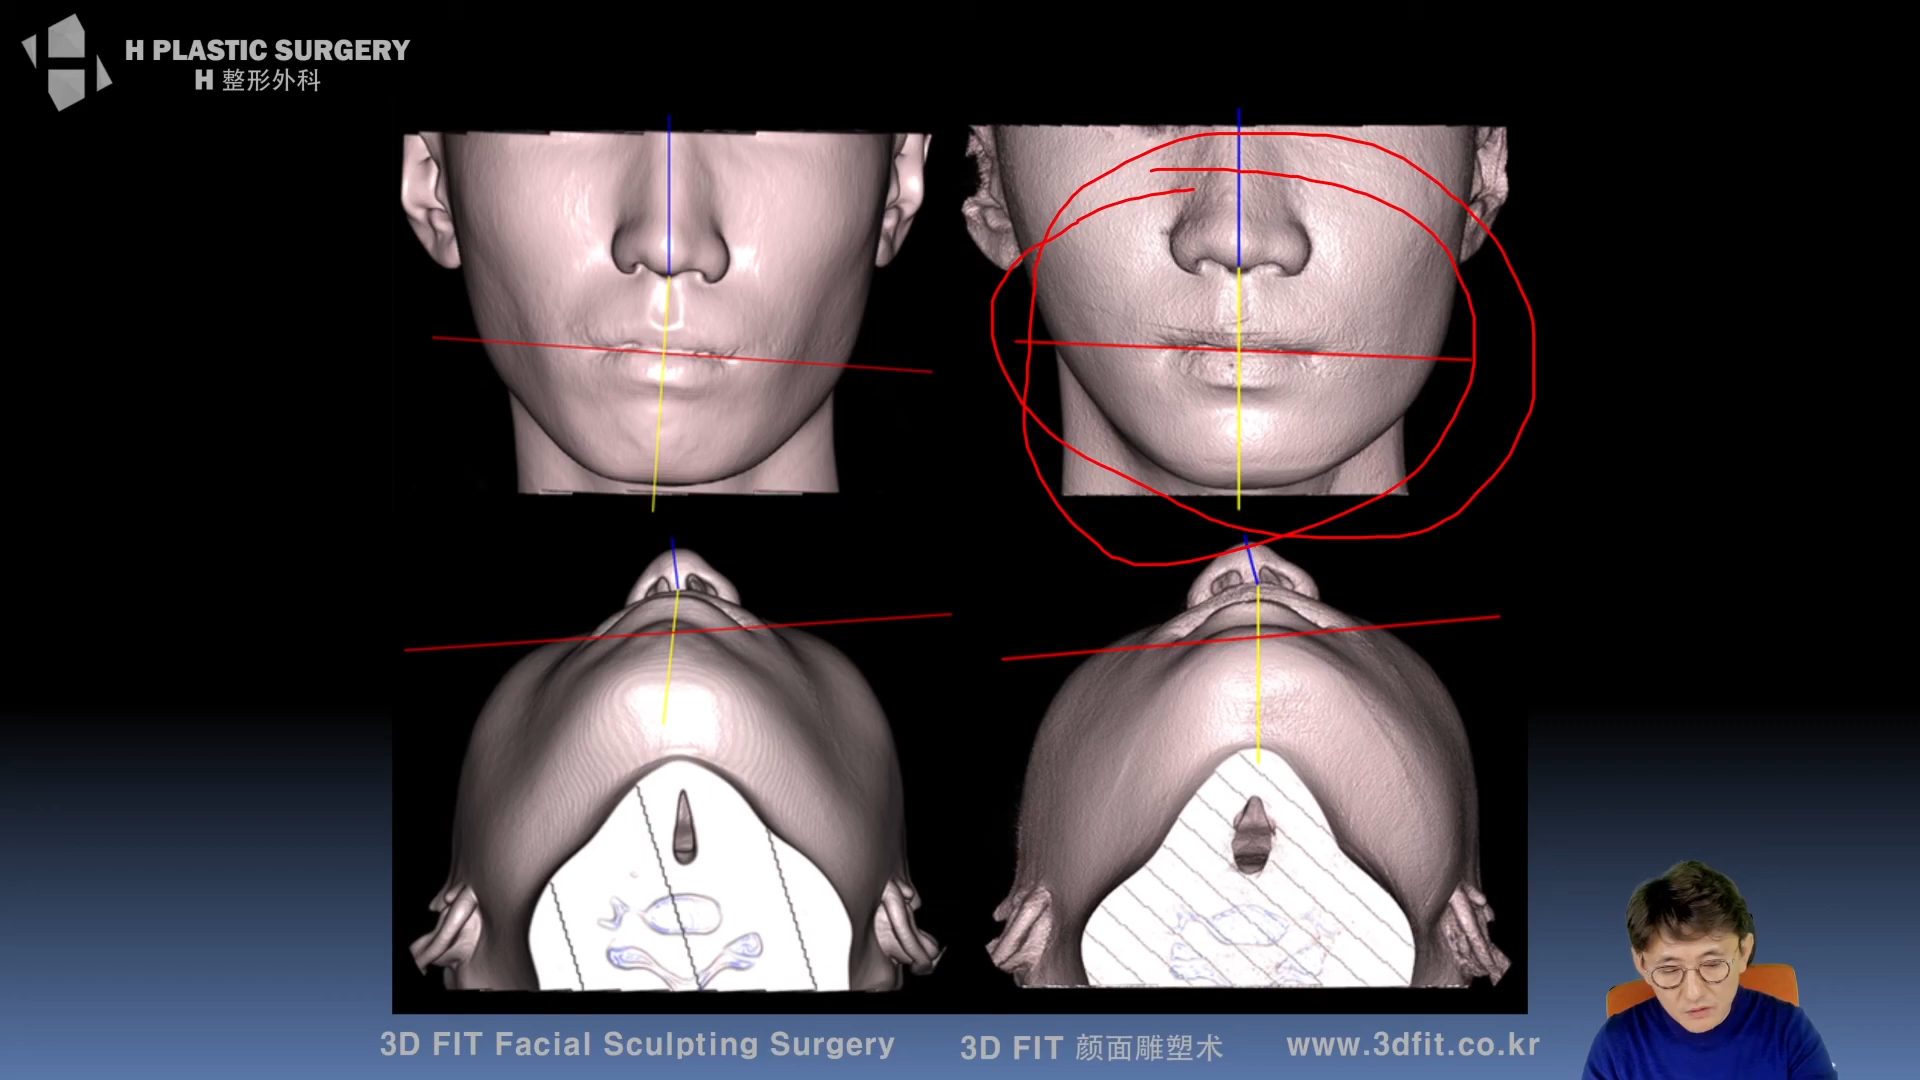 H PLASTIC SURGERY
H 整形外科
3D FIT Facial Sculpting Surgery
3D FIT 颜面雕塑术
www.3dfit.co.kr